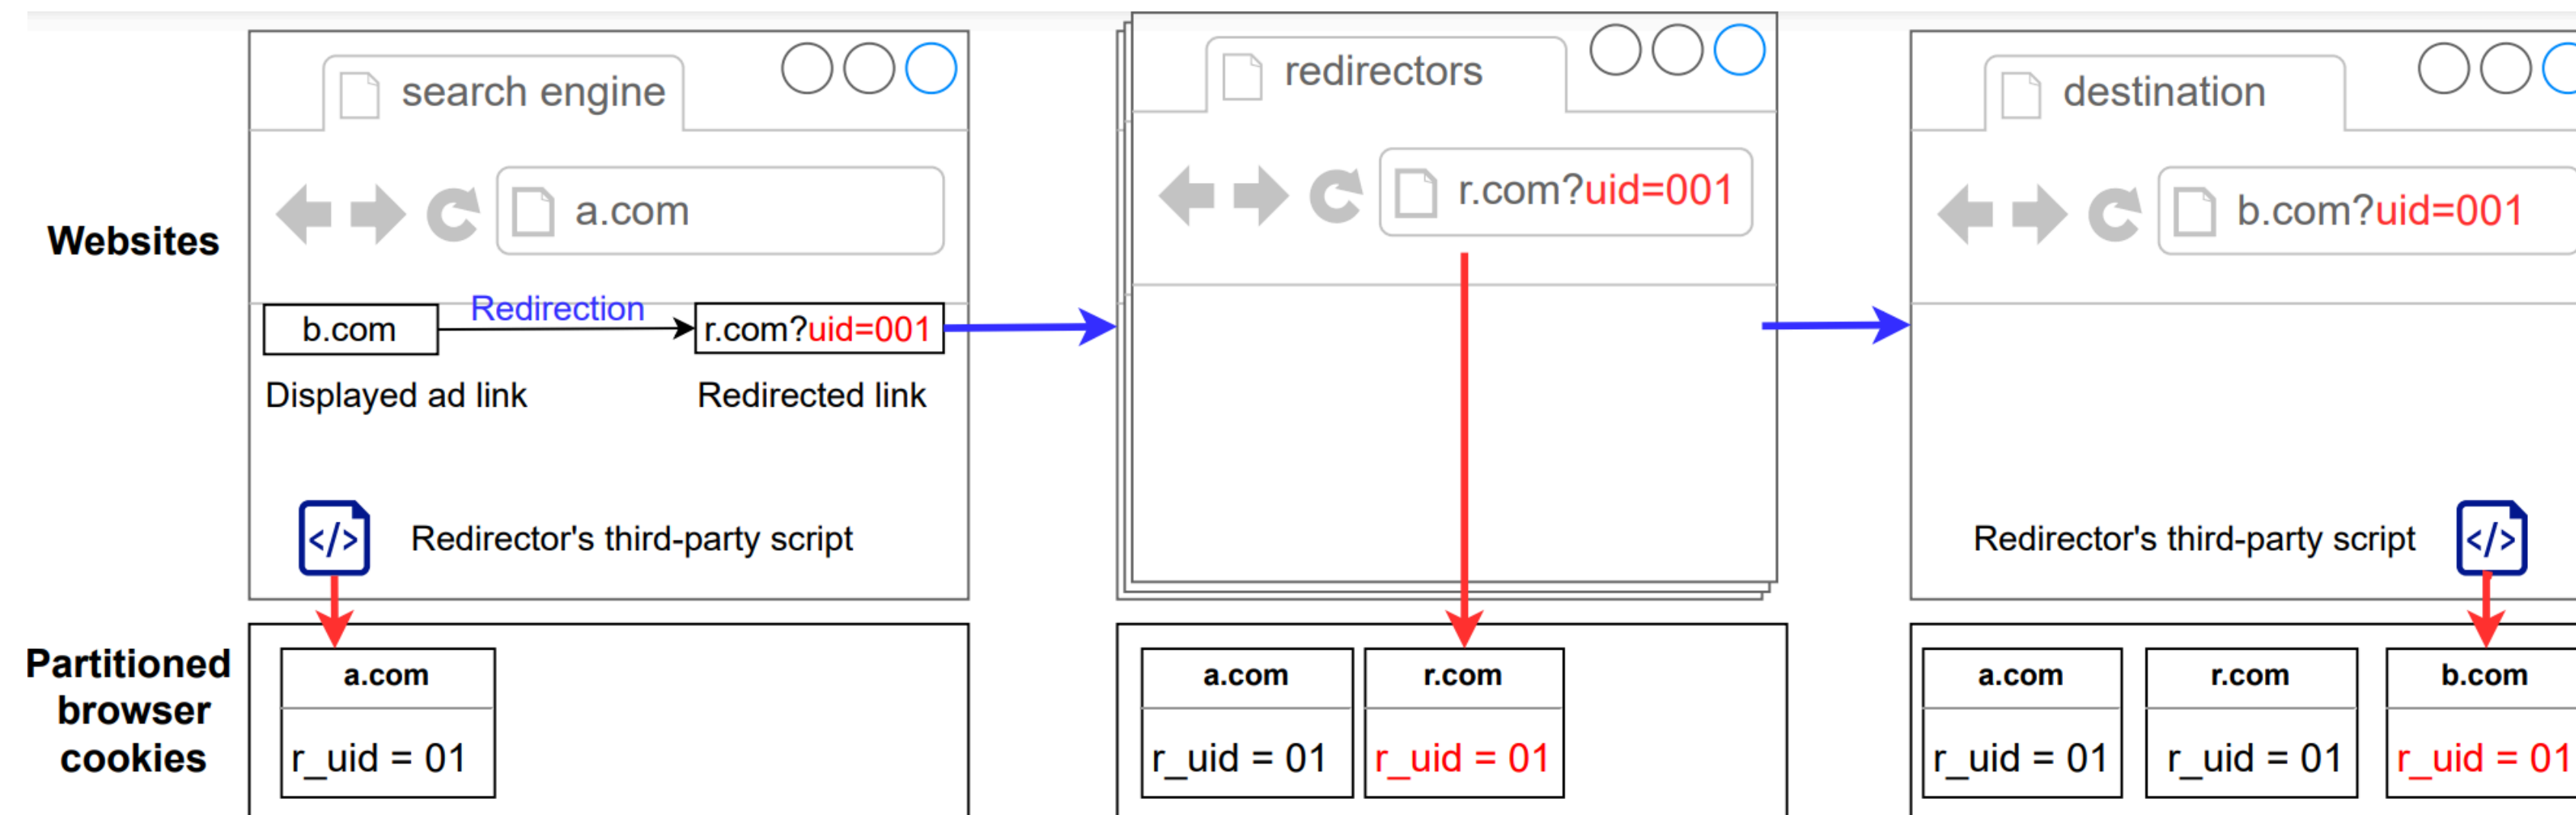 search engine
redirectors
destination
a.com
r.com?uid=001
b.com?uid=001
Websites
b.com
Redirection
r.com?uid=001
Displayed ad link
Redirected link
</>
Redirector's third-party script
Redirector's third-party script
</>
Partitioned
browser
cookies
a.com
r_uid = 01
a.com
r_uid = 01
r.com
r_uid = 01
a.com
r_uid = 01
r.com
r_uid = 01
b.com
r_uid = 01